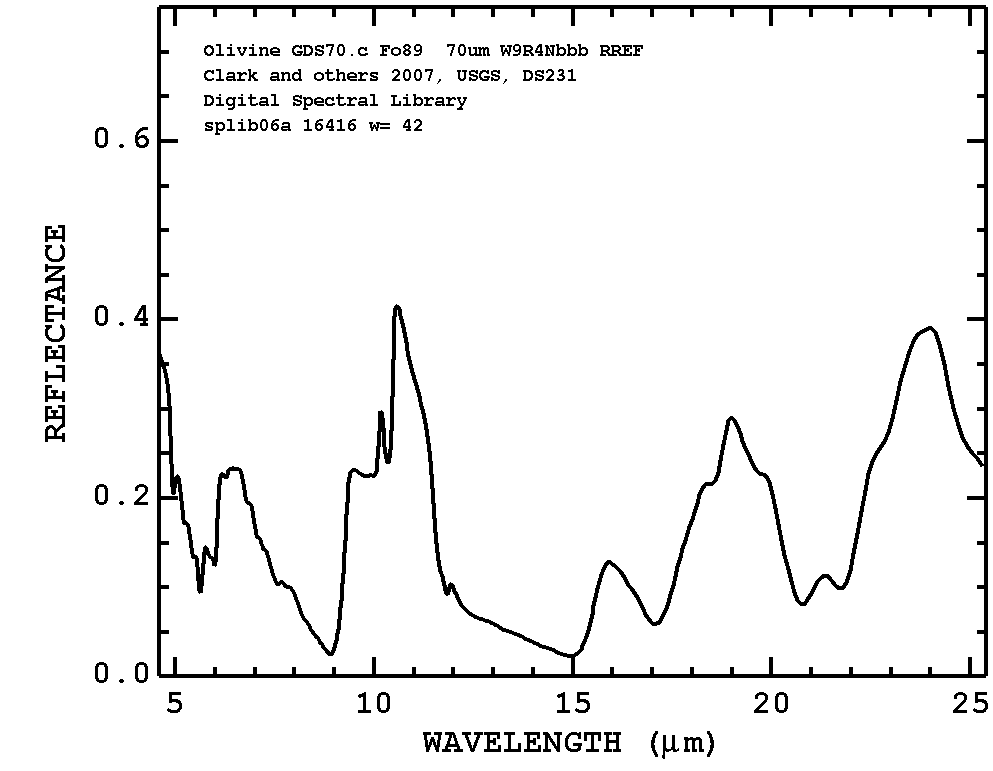 Olivine GDS70.c Fo89  70um W9R4Nbbb RREF
Clark and others 2007, USGS, DS231
Digital Spectral Library
splib06a 16416 w= 42
0.6
0.4
0.2
0.0
REFLECTANCE
5 10 15 20 25
WAVELENGTH (μm)